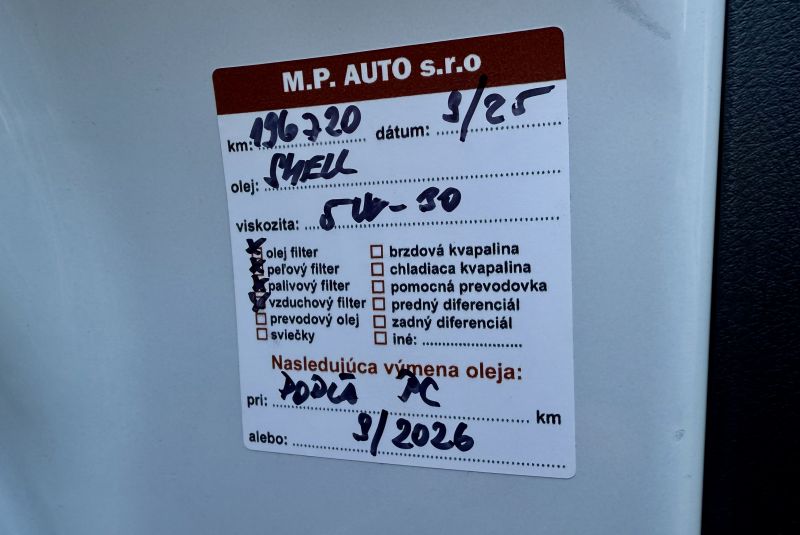 M.P. AUTO s.r.o
km: 196720 dátum: 9/25
olej: SHELL
viskozita: 5W-30
olej filter
peľový filter
palivový filter
vzduchový filter
prevodový olej
sviečky
brzdová kvapalina
chladiaca kvapalina
pomocná prevodovka
predný diferenciál
zadný diferenciál
iné:
Nasledujúca výmena oleja:
pri: PODĽA PC km
alebo: 9/2026